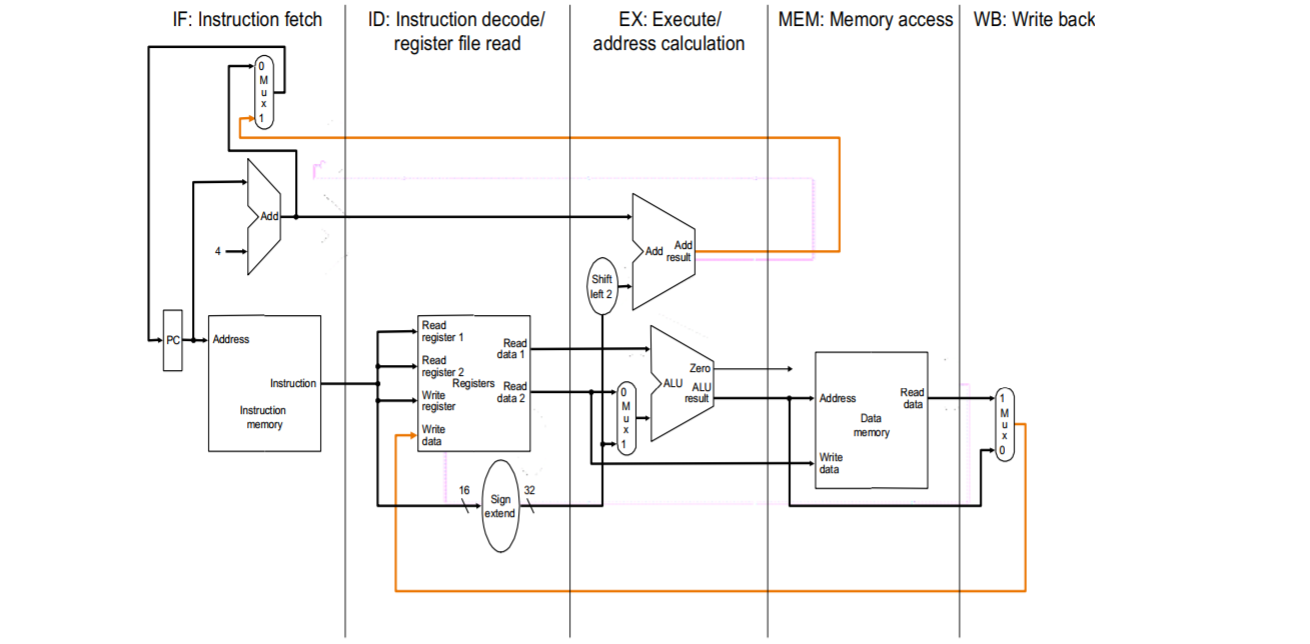 IF: Instruction fetch
ID: Instruction decode/
register file read
EX: Execute/
address calculation
MEM: Memory access
WB: Write back
0
M
u
x
1
Add
4
Add
Add
result
Shift
left 2
PC
Address
Instruction
Instruction
memory
Read
register 1
Read
register 2
Write
register
Write
data
Registers
Read
data 1
Read
data 2
0
M
u
x
1
ALU
Zero
ALU
result
Address
Read
data
Data
memory
Write
data
1
M
u
x
0
16
Sign
extend
32